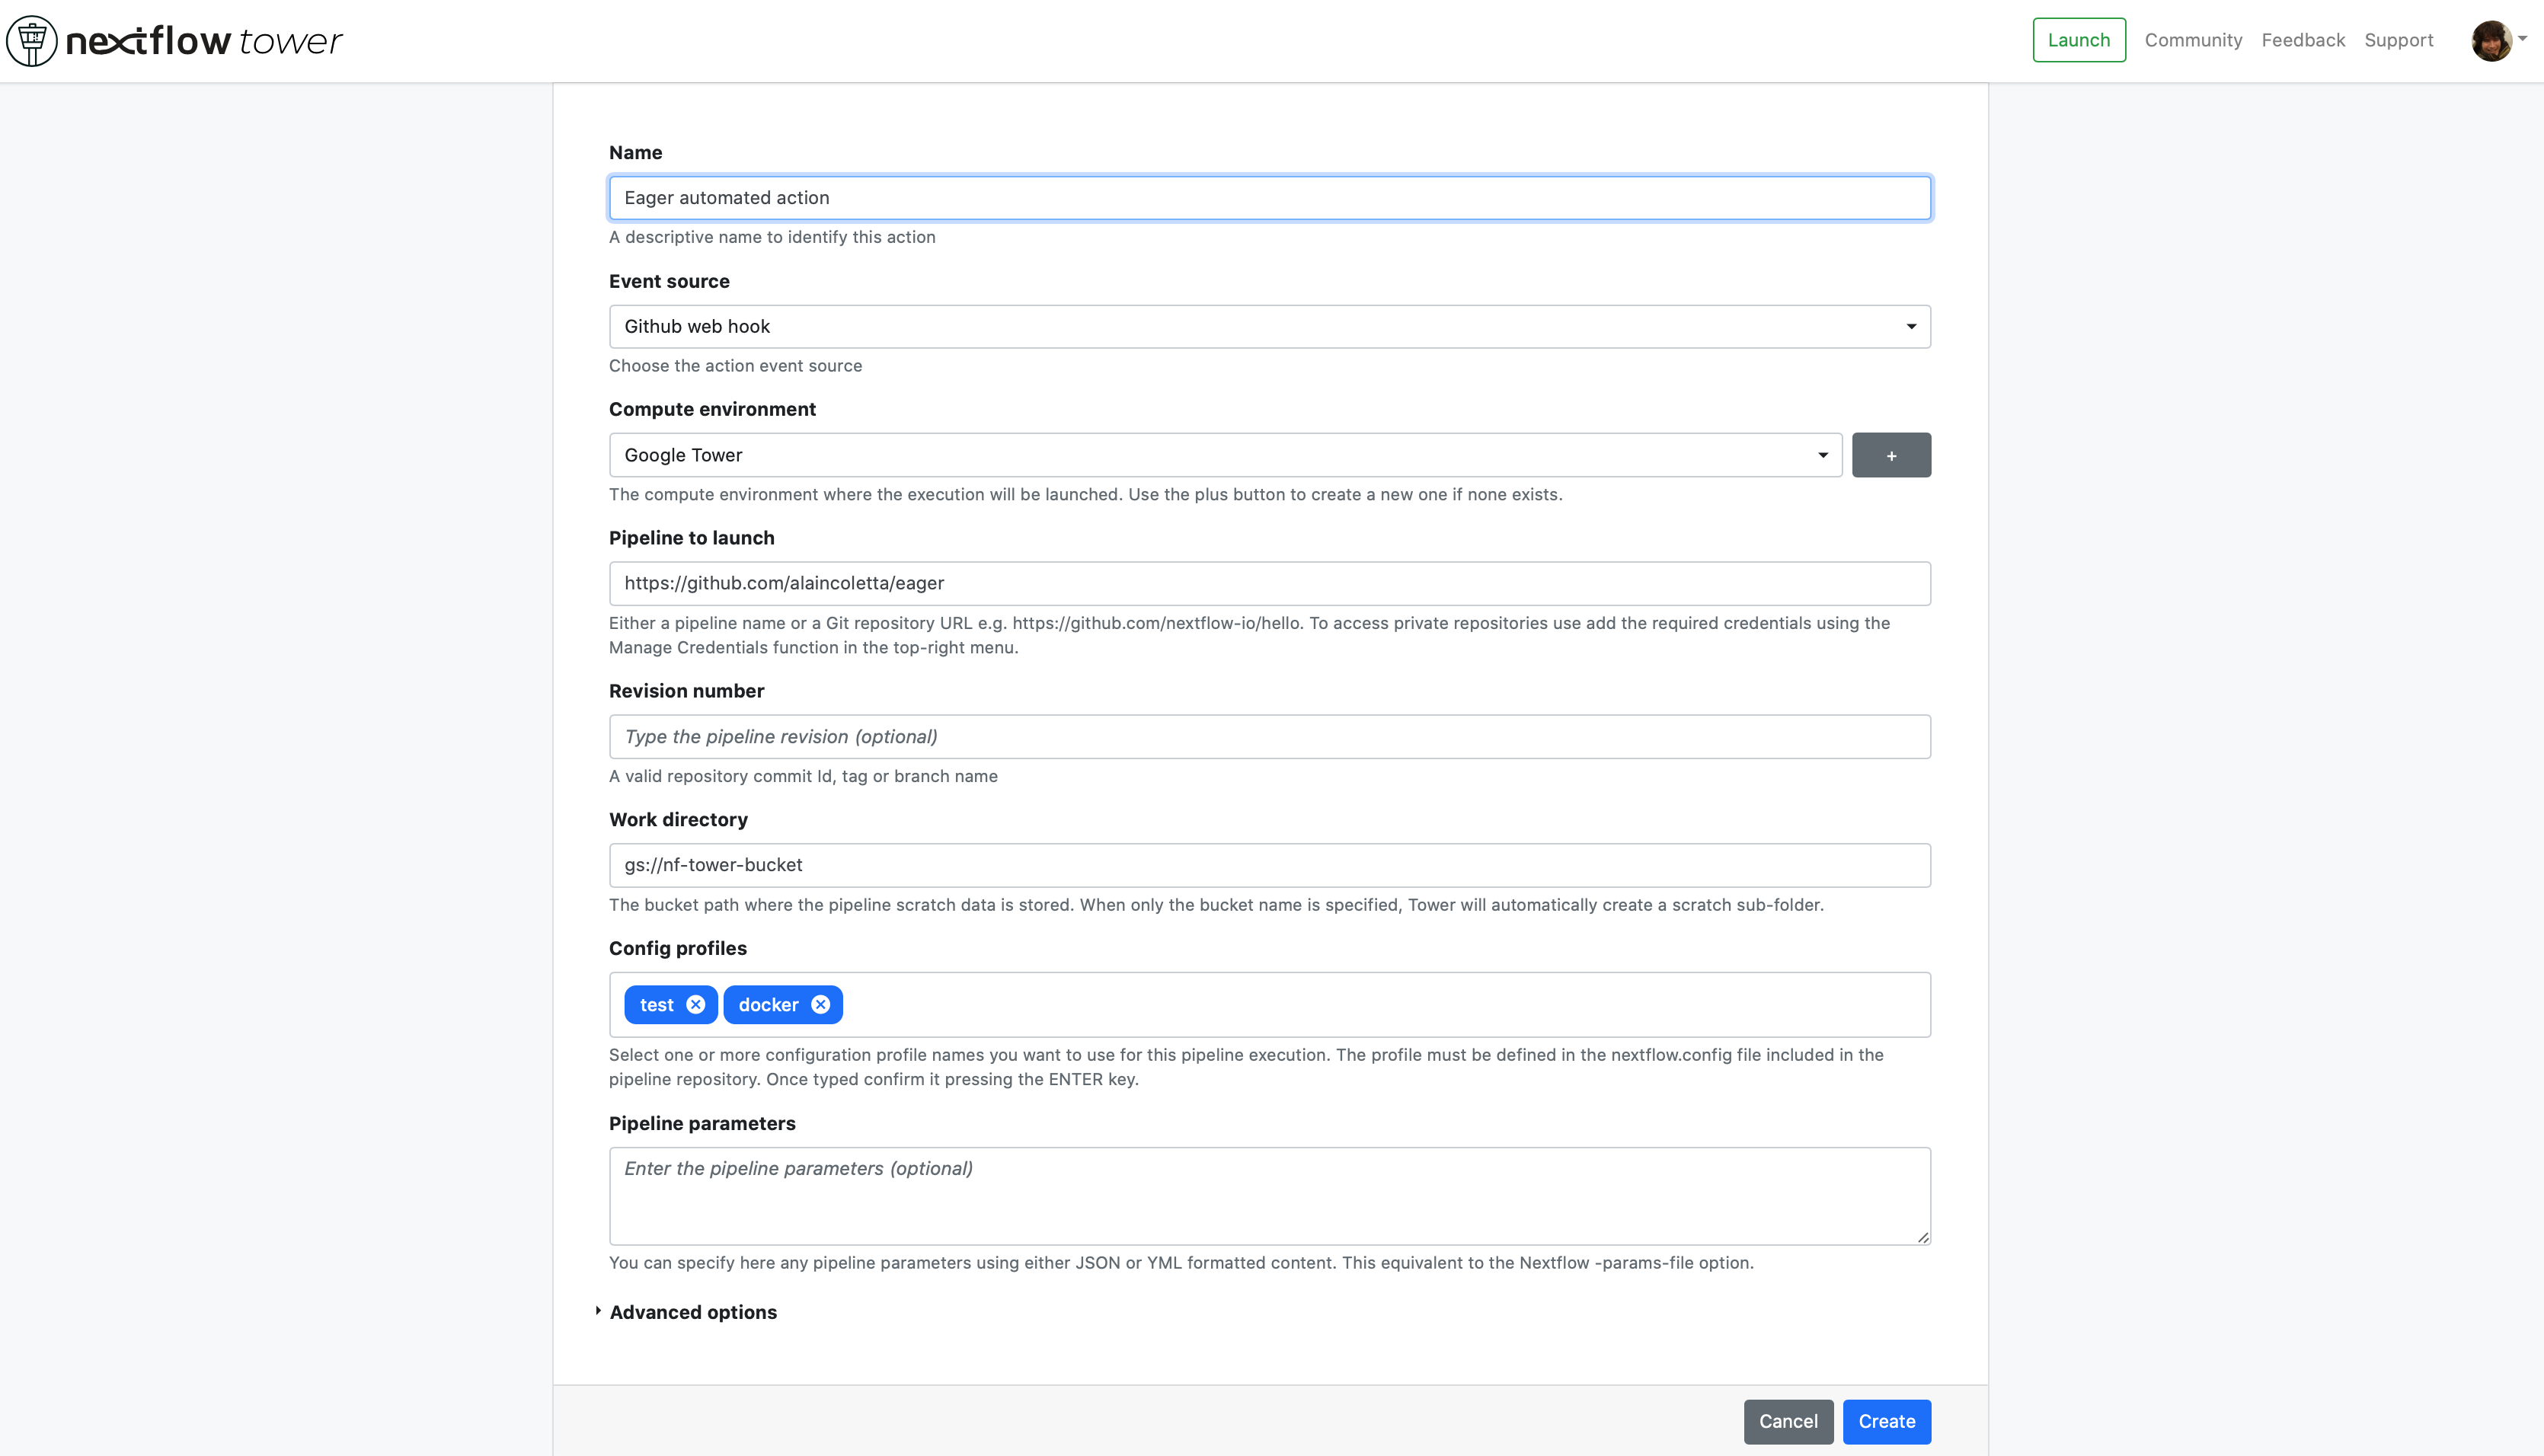 nextflow tower
Launch Community Feedback Support
Name
Eager automated action
A descriptive name to identify this action
Event source
Github web hook
Choose the action event source
Compute environment
Google Tower
+
The compute environment where the execution will be launched. Use the plus button to create a new one if none exists.
Pipeline to launch
https://github.com/alaincoletta/eager
Either a pipeline name or a Git repository URL e.g. https://github.com/nextflow-io/hello. To access private repositories use add the required credentials using the
Manage Credentials function in the top-right menu.
Revision number
Type the pipeline revision (optional)
A valid repository commit Id, tag or branch name
Work directory
gs://nf-tower-bucket
The bucket path where the pipeline scratch data is stored. When only the bucket name is specified, Tower will automatically create a scratch sub-folder.
Config profiles
test docker
Select one or more configuration profile names you want to use for this pipeline execution. The profile must be defined in the nextflow.config file included in the
pipeline repository. Once typed confirm it pressing the ENTER key.
Pipeline parameters
Enter the pipeline parameters (optional)
You can specify here any pipeline parameters using either JSON or YML formatted content. This equivalent to the Nextflow -params-file option.
Advanced options
Cancel Create